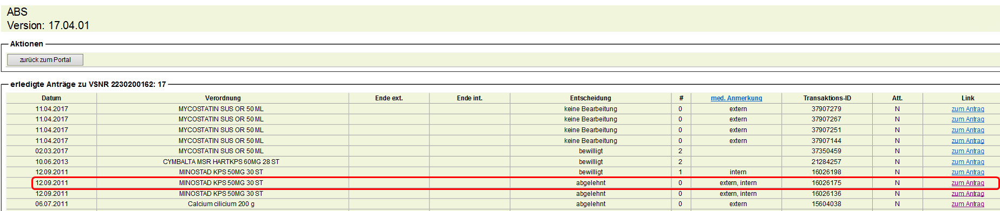 ABS
Version: 17.04.01
Aktionen
zurück zum Portal
erledigte Anträge zu VSNR 2230200162: 17
Datum Verordnung Ende ext. Ende int. Entscheidung # med. Anmerkung Transaktions-ID Att. Link
11.04.2017 MYCOSTATIN SUS OR 50 ML keine Bearbeitung 0 extern 37907279 N zum Antrag
11.04.2017 MYCOSTATIN SUS OR 50 ML keine Bearbeitung 0 extern 37907267 N zum Antrag
11.04.2017 MYCOSTATIN SUS OR 50 ML keine Bearbeitung 0 extern 37907251 N zum Antrag
11.04.2017 MYCOSTATIN SUS OR 50 ML keine Bearbeitung 0 extern 37907144 N zum Antrag
02.03.2017 MYCOSTATIN SUS OR 50 ML bewilligt 2 37350459 N zum Antrag
10.06.2013 CYMBALTA MSR HARTKPS 60MG 28 ST bewilligt 2 21284257 N zum Antrag
12.09.2011 MINOSTAD KPS 50MG 30 ST bewilligt 1 intern 16026198 N zum Antrag
12.09.2011 MINOSTAD KPS 50MG 30 ST abgelehnt 0 extern, intern 16026175 N zum Antrag
12.09.2011 MINOSTAD KPS 50MG 30 ST abgelehnt 0 extern, intern 16026136 N zum Antrag
06.07.2011 Calcium cilicium 200 g abgelehnt 0 extern 15604038 N zum Antrag